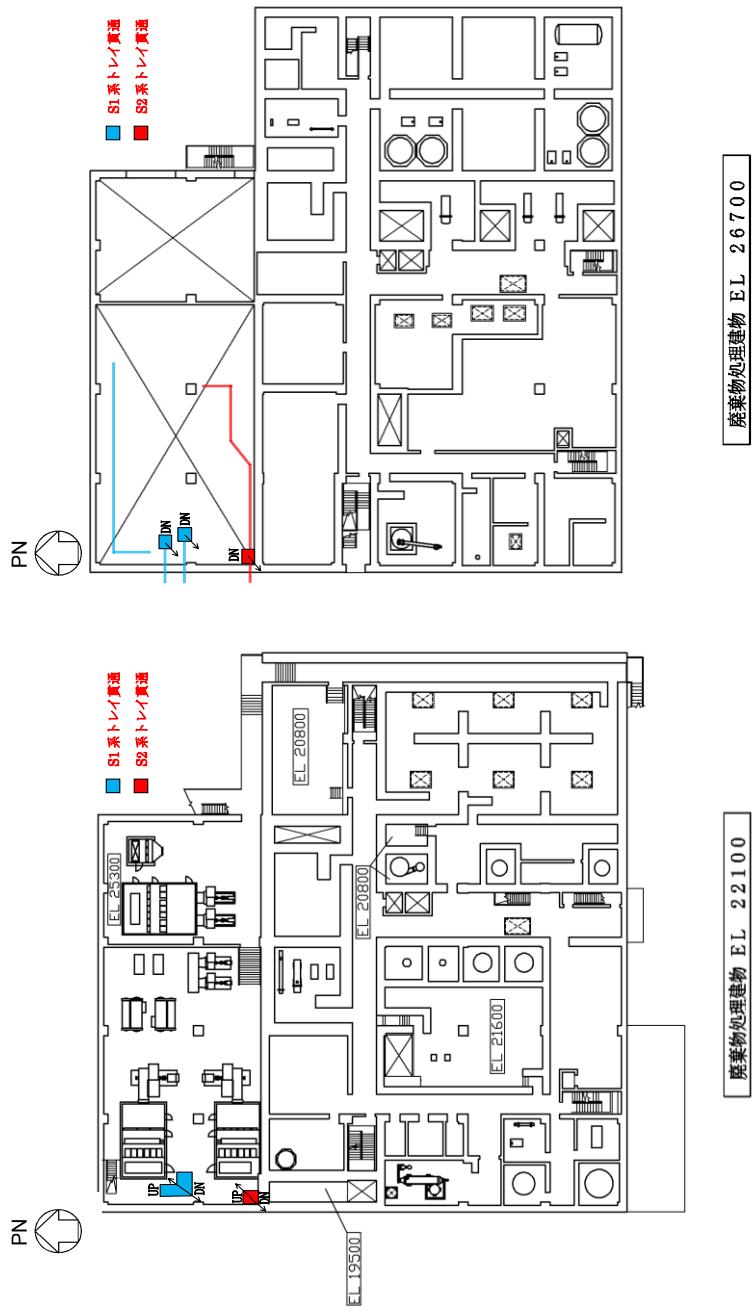 PN
S1系トレイ貫通
S2系トレイ貫通
DN
DN
DN
廃棄物処理建物 EL 26700
PN
S1系トレイ貫通
S2系トレイ貫通
EL 25300
EL 20800
UP
DN
UP
DN
EL 20800
EL 21600
EL 19500
廃棄物処理建物 EL 22100